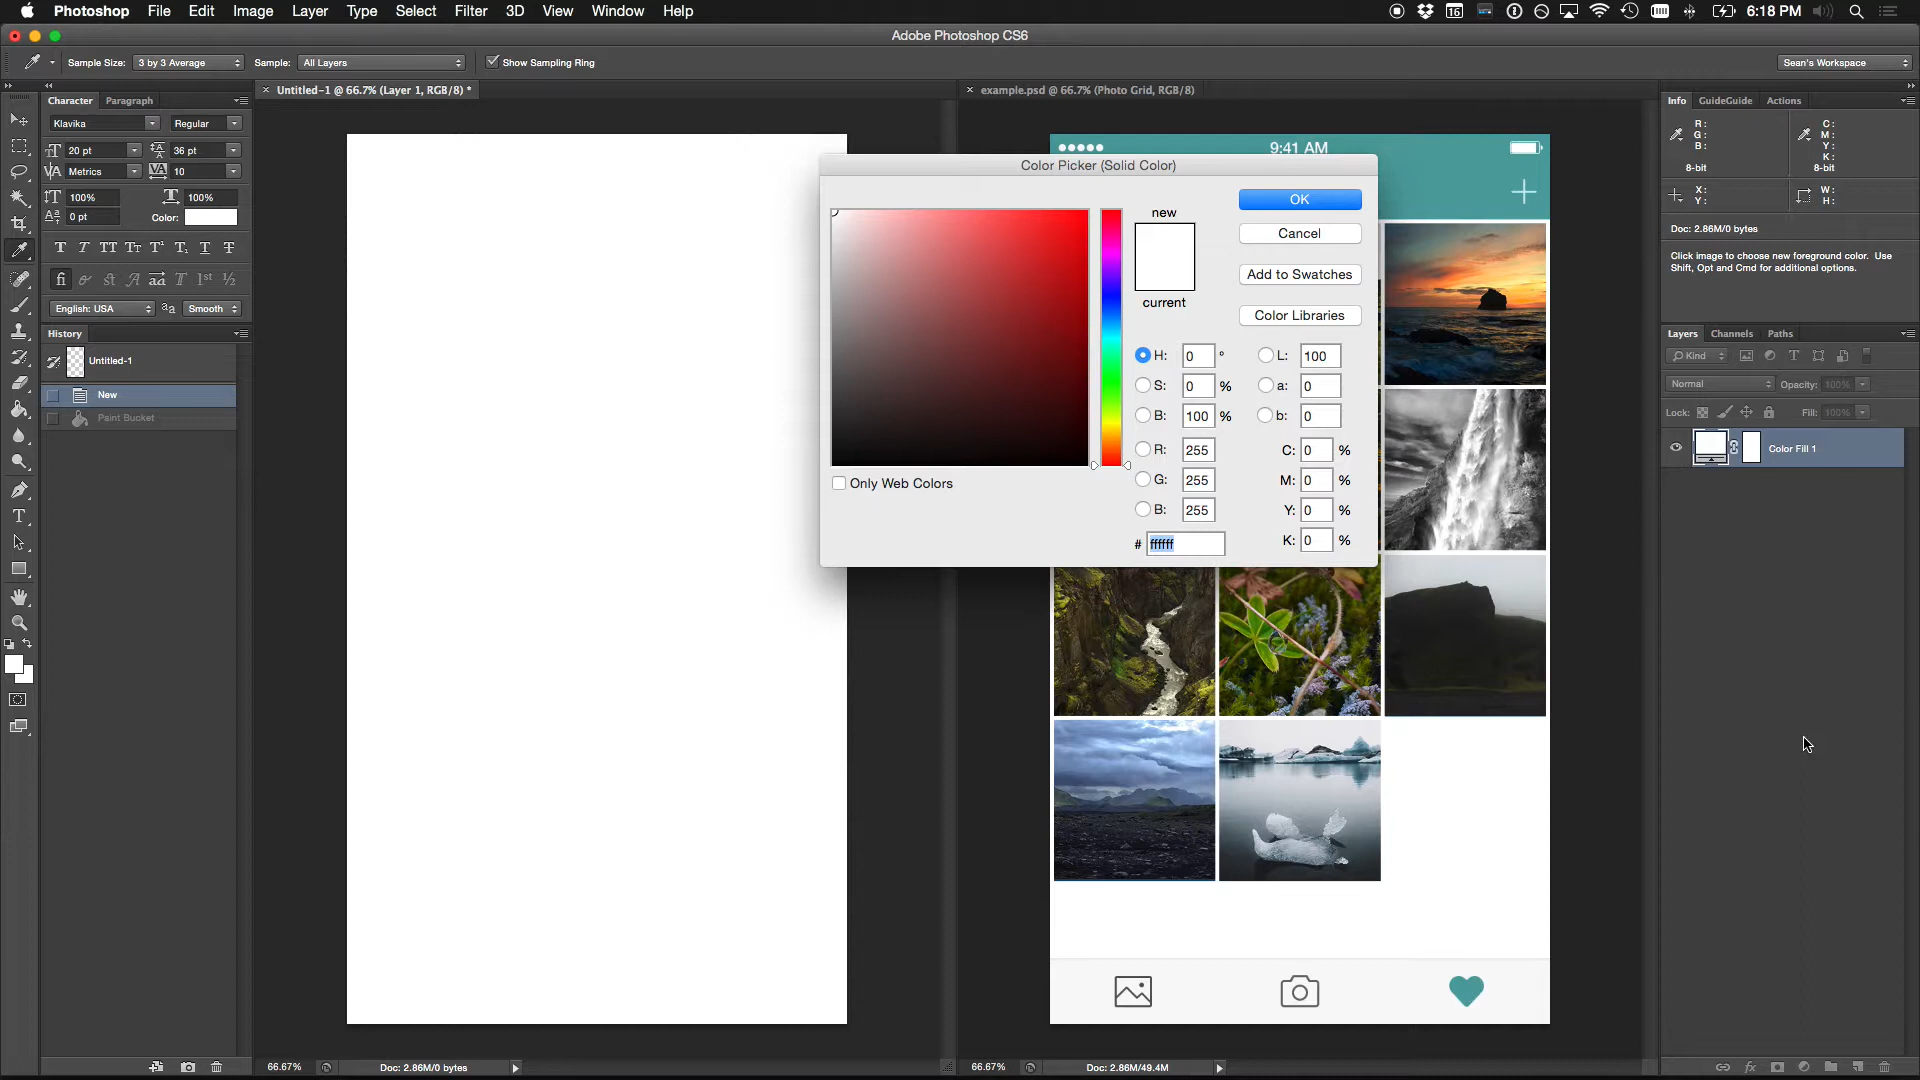 Photoshop File Edit Image Layer Type Select Filter 3D View Window Help
16 6:18 PM
Adobe Photoshop CS6
Sample Size: 3 by 3 Average Sample: All Layers Show Sampling Ring
Sean's Workspace
Character Paragraph
Klavika Regular
20 pt 36 pt
Metrics 10
100% 100%
0 pt Color:
English: USA Smooth
History
Untitled-1
New
Paint Bucket
Untitled-1 @ 66.7% (Layer 1, RGB/8) *
example.psd @ 66.7% (Photo Grid, RGB/8)
9:41 AM
Color Picker (Solid Color)
new
current
OK
Cancel
Add to Swatches
Color Libraries
H: 0 ° L: 100
S: 0 % a: 0
B: 100 % b: 0
R: 255 C: 0 %
G: 255 M: 0 %
B: 255 Y: 0 %
# ffffff K: 0 %
Only Web Colors
Info GuideGuide Actions
R: C:
G: M:
B: Y:
K:
8-bit 8-bit
X: W:
Y: H:
Doc: 2.86M/0 bytes
Click image to choose new foreground color. Use
Shift, Opt and Cmd for additional options.
Layers Channels Paths
Kind
Normal Opacity: 100%
Lock: Fill: 100%
Color Fill 1
66.67% Doc: 2.86M/0 bytes
66.67% Doc: 2.86M/49.4M